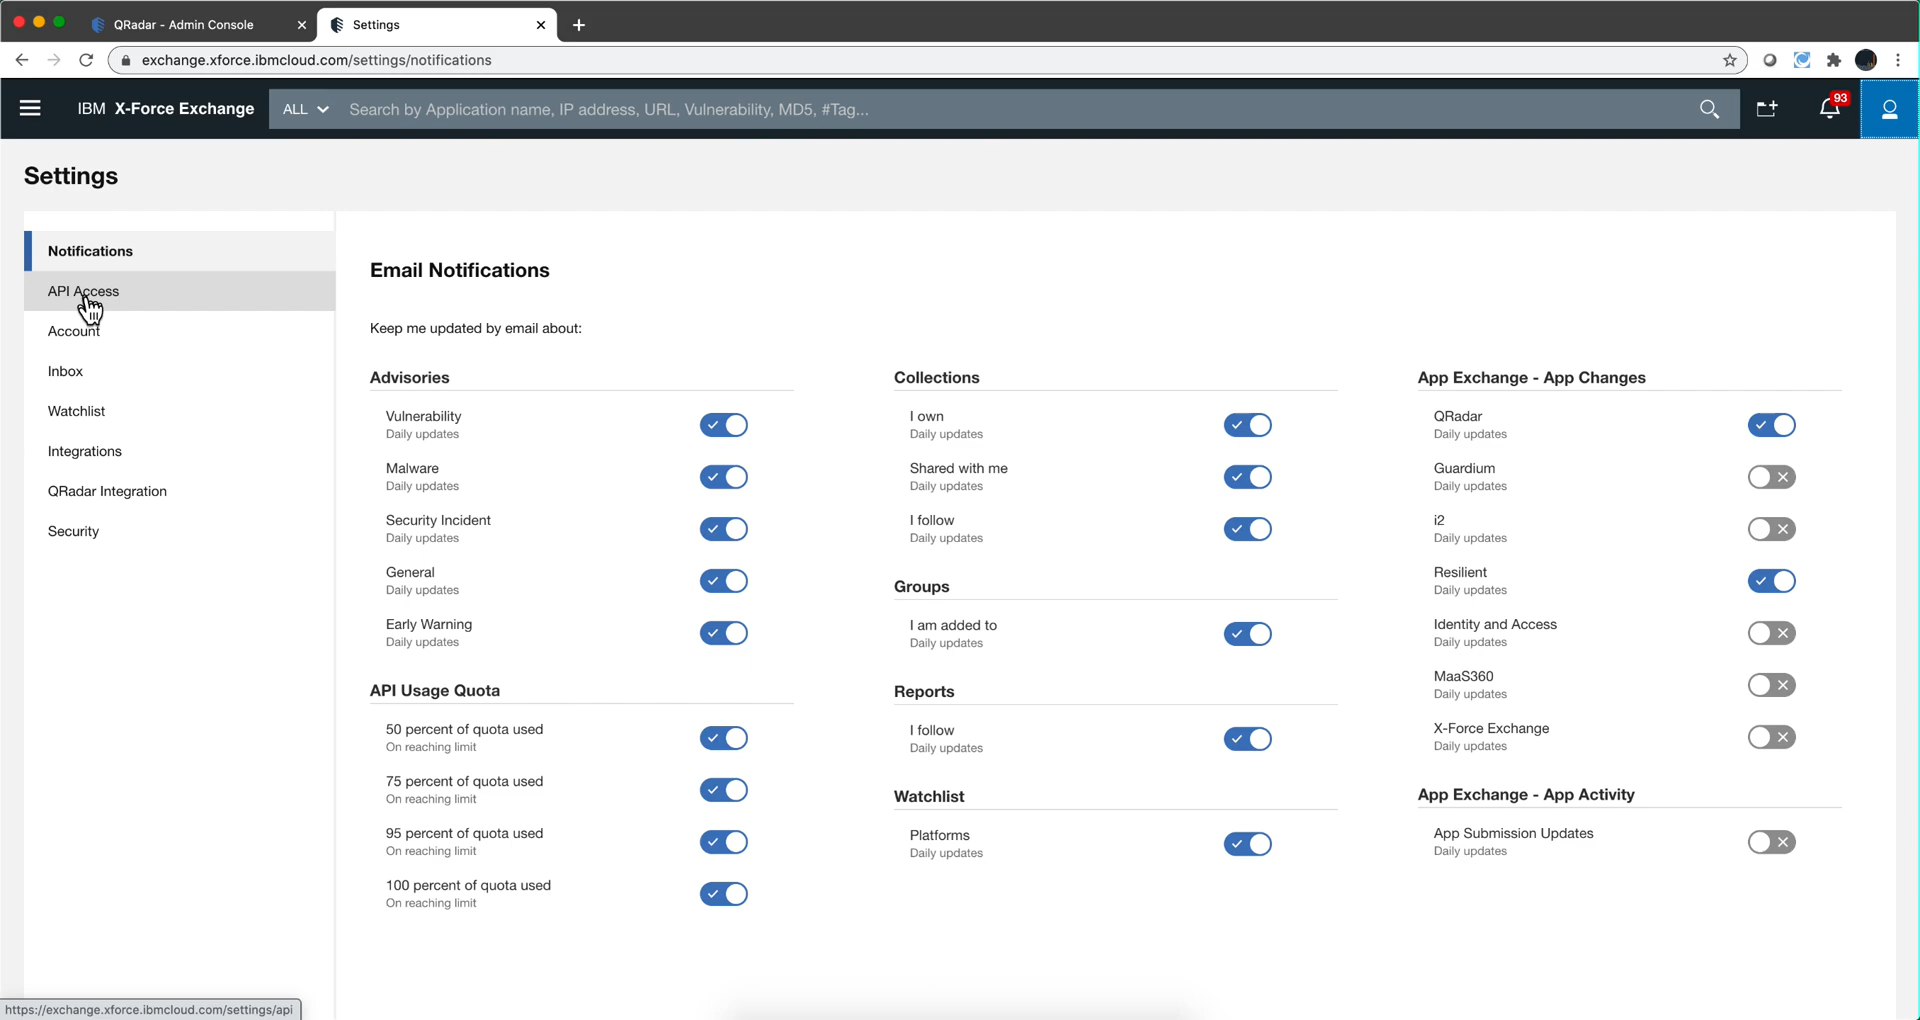 QRadar - Admin Console
Settings
exchange.xforce.ibmcloud.com/settings/notifications
IBM X-Force Exchange
ALL
Search by Application name, IP address, URL, Vulnerability, MD5, #Tag...
93
Settings
Notifications
API Access
Account
Inbox
Watchlist
Integrations
QRadar Integration
Security
Email Notifications
Keep me updated by email about:
Advisories
Vulnerability
Daily updates
Malware
Daily updates
Security Incident
Daily updates
General
Daily updates
Early Warning
Daily updates
API Usage Quota
50 percent of quota used
On reaching limit
75 percent of quota used
On reaching limit
95 percent of quota used
On reaching limit
100 percent of quota used
On reaching limit
Collections
I own
Daily updates
Shared with me
Daily updates
I follow
Daily updates
Groups
I am added to
Daily updates
Reports
I follow
Daily updates
Watchlist
Platforms
Daily updates
App Exchange - App Changes
QRadar
Daily updates
Guardium
Daily updates
i2
Daily updates
Resilient
Daily updates
Identity and Access
Daily updates
MaaS360
Daily updates
X-Force Exchange
Daily updates
App Exchange - App Activity
App Submission Updates
Daily updates
https://exchange.xforce.ibmcloud.com/settings/api